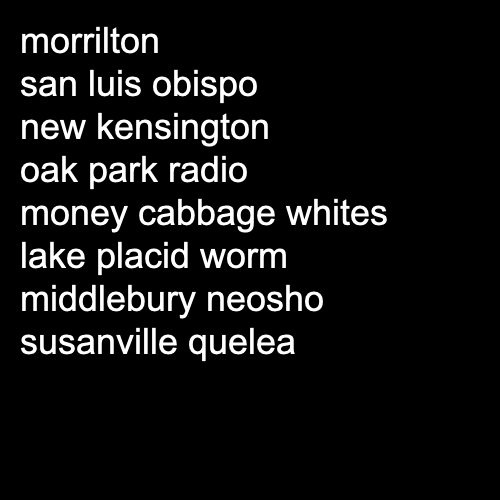 morrilton
san luis obispo
new kensington
oak park radio
money cabbage whites
lake placid worm
middlebury neosho
susanville quelea